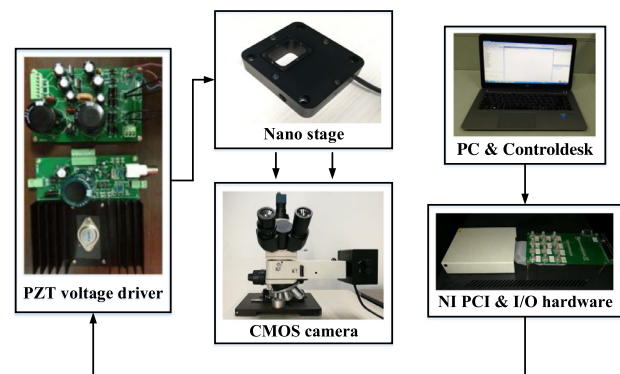 Nano stage
PC & Controldesk
PZT voltage driver
CMOS camera
NI PCI & I/O hardware